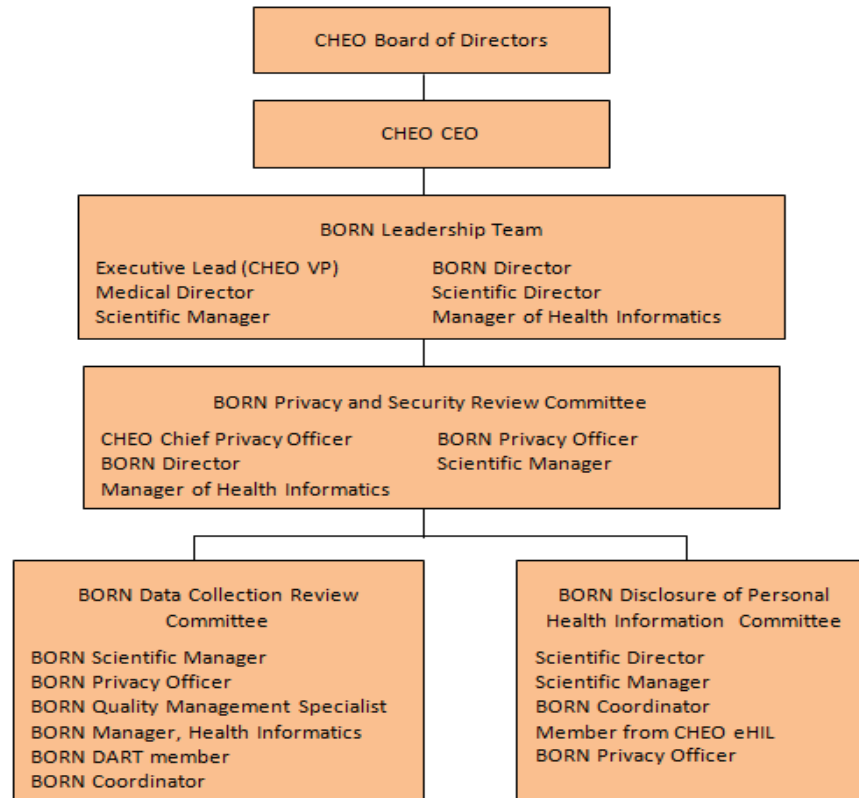 CHEO Board of Directors
CHEO CEO
BORN Leadership Team
Executive Lead (CHEO VP) BORN Director
Medical Director Scientific Director
Scientific Manager Manager of Health Informatics
BORN Privacy and Security Review Committee
CHEO Chief Privacy Officer BORN Privacy Officer
BORN Director Scientific Manager
Manager of Health Informatics
BORN Data Collection Review
Committee
BORN Scientific Manager
BORN Privacy Officer
BORN Quality Management Specialist
BORN Manager, Health Informatics
BORN DART member
BORN Coordinator
BORN Disclosure of Personal
Health Information Committee
Scientific Director
Scientific Manager
BORN Coordinator
Member from CHEO eHIL
BORN Privacy Officer